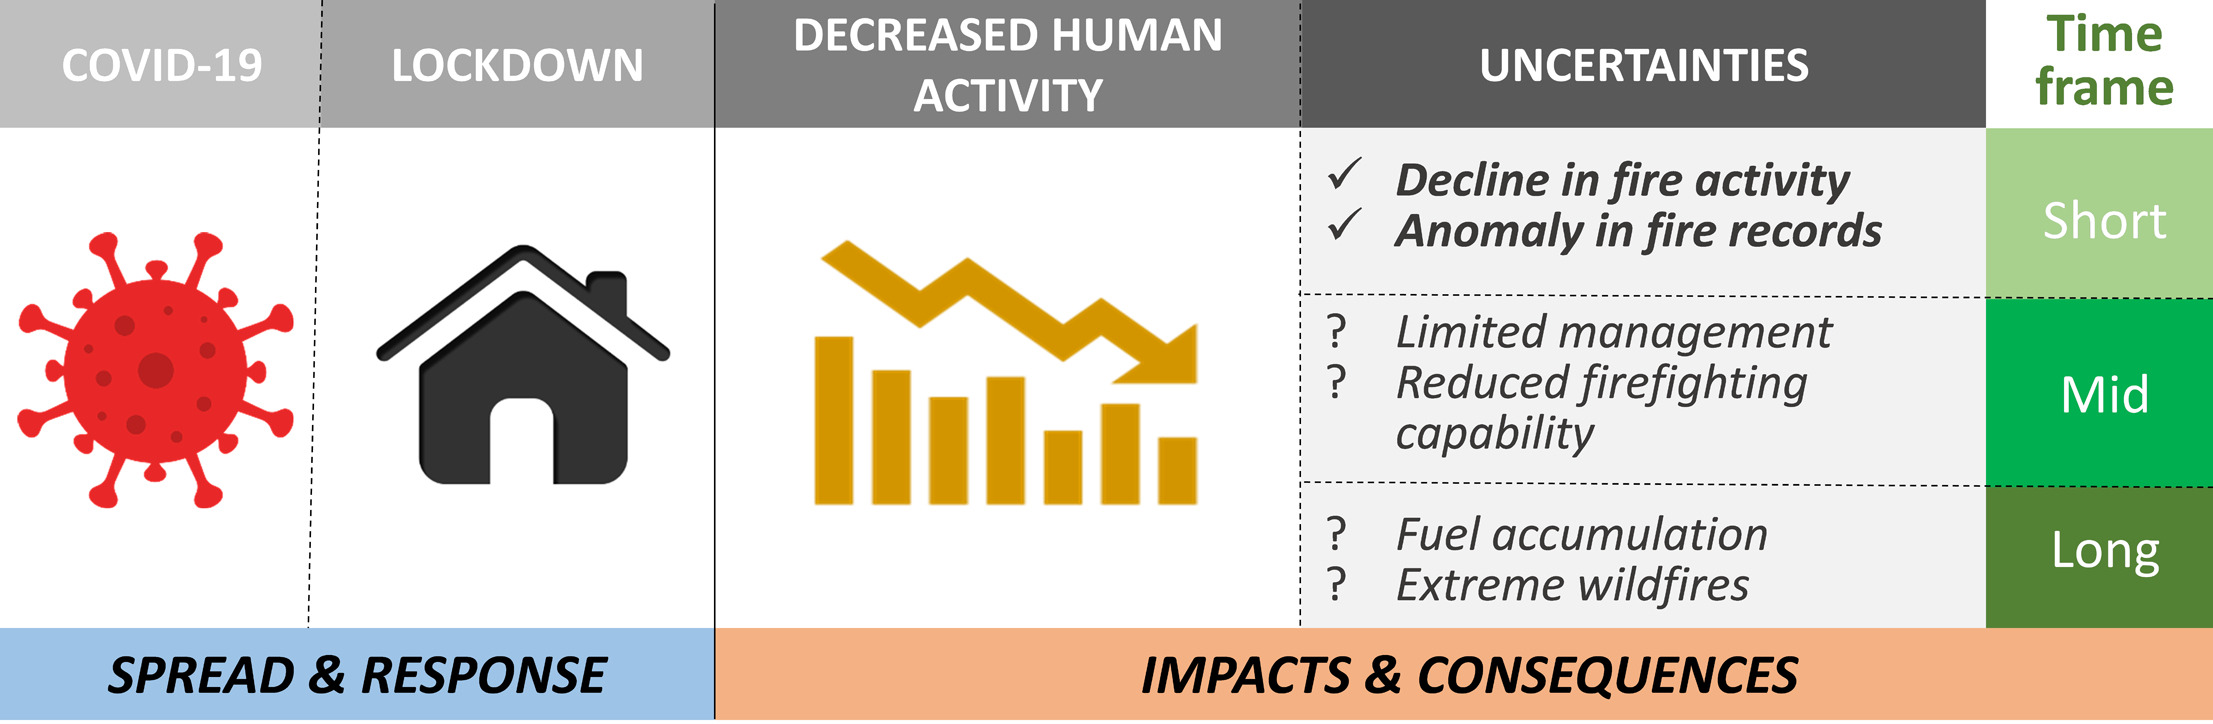 COVID-19
LOCKDOWN
DECREASED HUMAN
ACTIVITY
UNCERTAINTIES
Time
frame
✓ Decline in fire activity
✓ Anomaly in fire records
Short
? Limited management
? Reduced firefighting
capability
Mid
? Fuel accumulation
? Extreme wildfires
Long
SPREAD & RESPONSE
IMPACTS & CONSEQUENCES